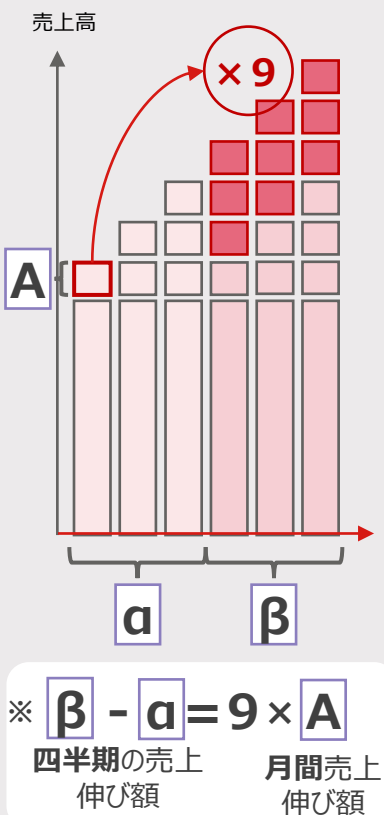 売上高
×9
A
α β
※ β - α = 9 × A
四半期の売上 月間売上
伸び額 伸び額